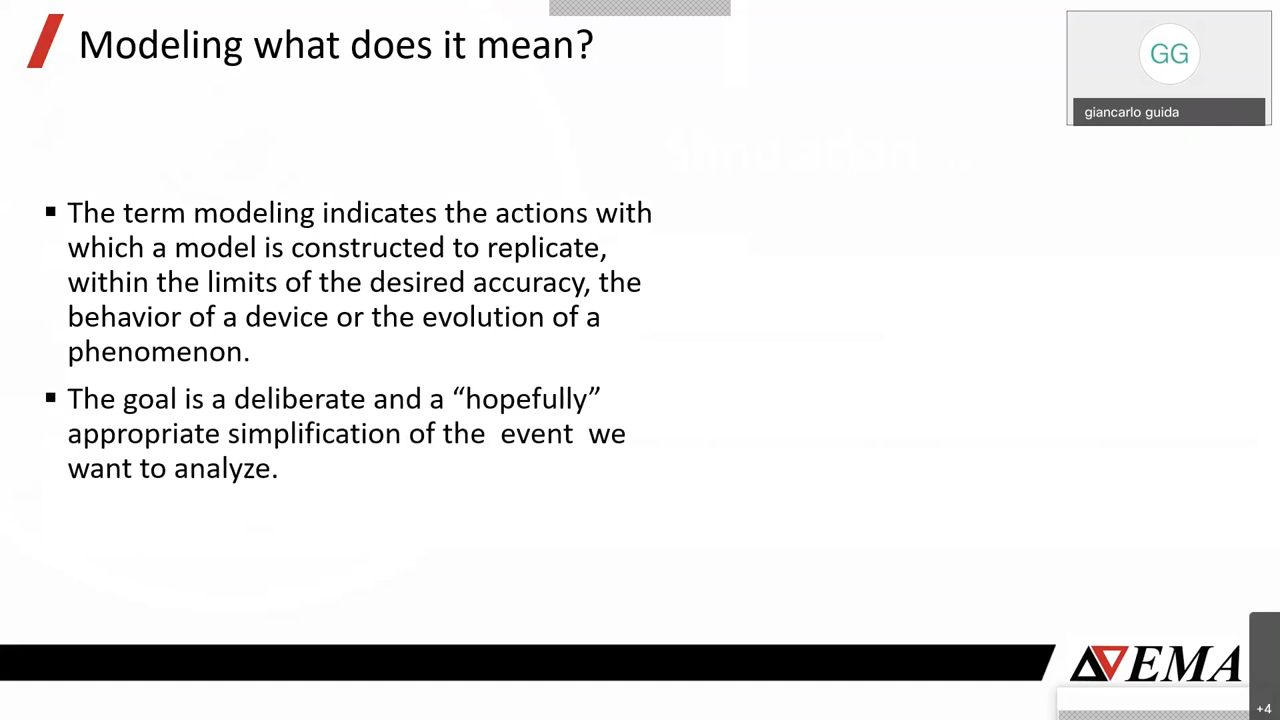 Modeling what does it mean?
GG
giancarlo guida
▪ The term modeling indicates the actions with
which a model is constructed to replicate,
within the limits of the desired accuracy, the
behavior of a device or the evolution of a
phenomenon.
▪ The goal is a deliberate and a “hopefully”
appropriate simplification of the  event  we
want to analyze.
EMA
+4